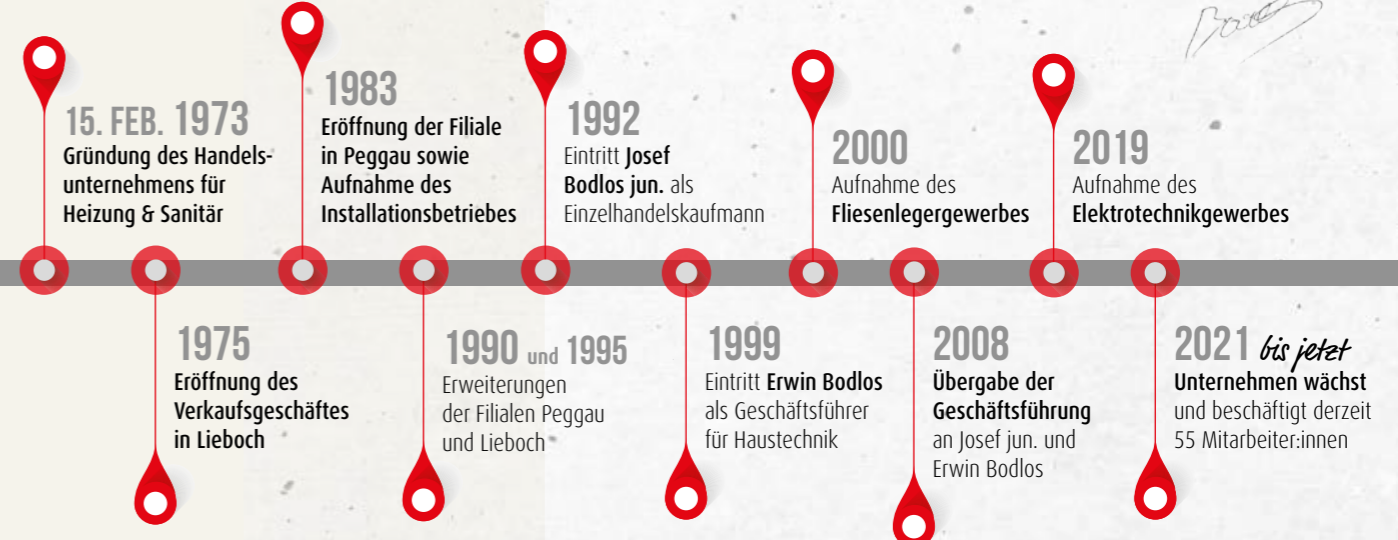 15. FEB. 1973
Gründung des Handels-
unternehmens für
Heizung & Sanitär
1975
Eröffnung des
Verkaufsgeschäftes
in Lieboch
1983
Eröffnung der Filiale
in Peggau sowie
Aufnahme des
Installationsbetriebes
1990 und 1995
Erweiterungen
der Filialen Peggau
und Lieboch
1992
Eintritt Josef
Bodlos jun. als
Einzelhandelskaufmann
1999
Eintritt Erwin Bodlos
als Geschäftsführer
für Haustechnik
2000
Aufnahme des
Fliesenlegergewerbes
2008
Übergabe der
Geschäftsführung
an Josef jun. und
Erwin Bodlos
2019
Aufnahme des
Elektrotechnikgewerbes
2021 bis jetzt
Unternehmen wächst
und beschäftigt derzeit
55 Mitarbeiter:innen